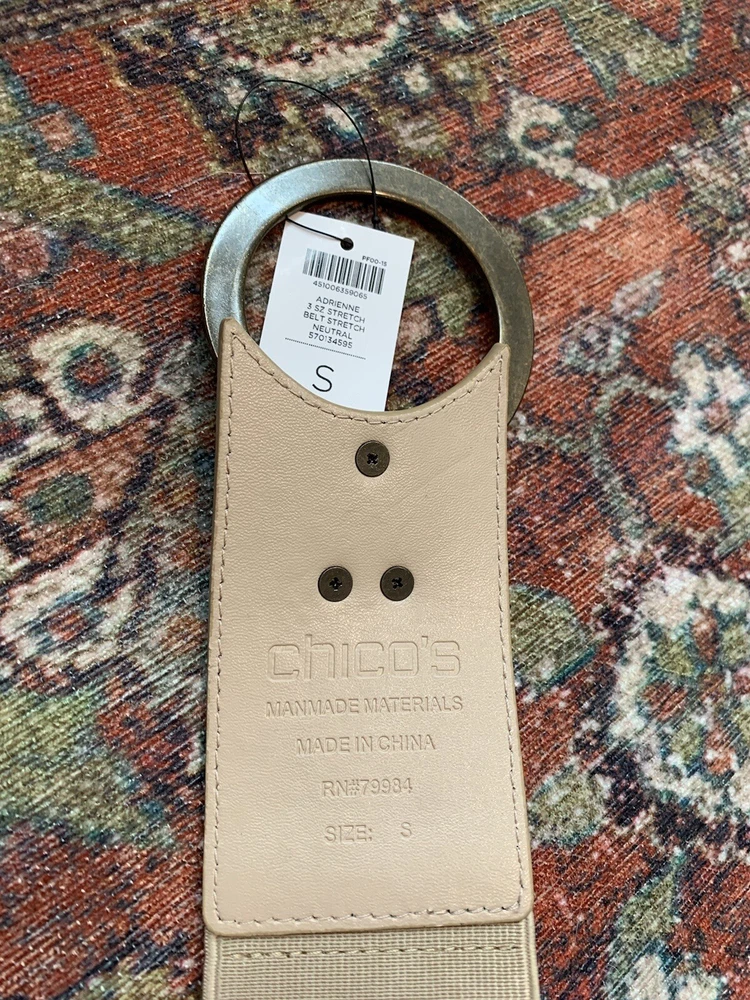 PF00-15
451006359065
ADRIENNE
3 SZ STRETCH
BELT STRETCH
NEUTRAL
570134595
S
chico's
MANMADE MATERIALS
MADE IN CHINA
RN#79984
SIZE: S